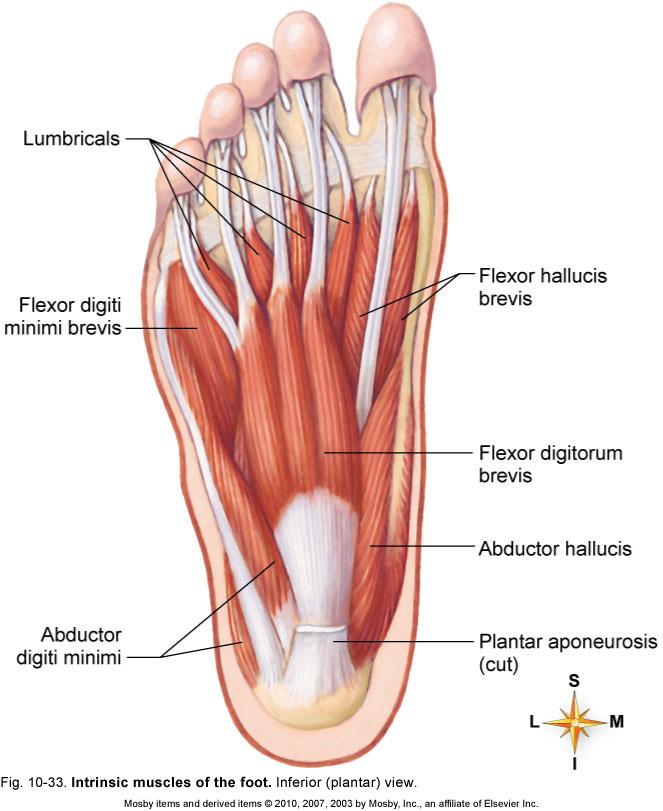 Lumbricals
Flexor digiti
minimi brevis
Flexor hallucis
brevis
Flexor digitorum
brevis
Abductor hallucis
Abductor
digiti minimi
Plantar aponeurosis
(cut)
S
L M
I
Fig. 10-33. Intrinsic muscles of the foot. Inferior (plantar) view.
Mosby items and derived items © 2010, 2007, 2003 by Mosby, Inc., an affiliate of Elsevier Inc.